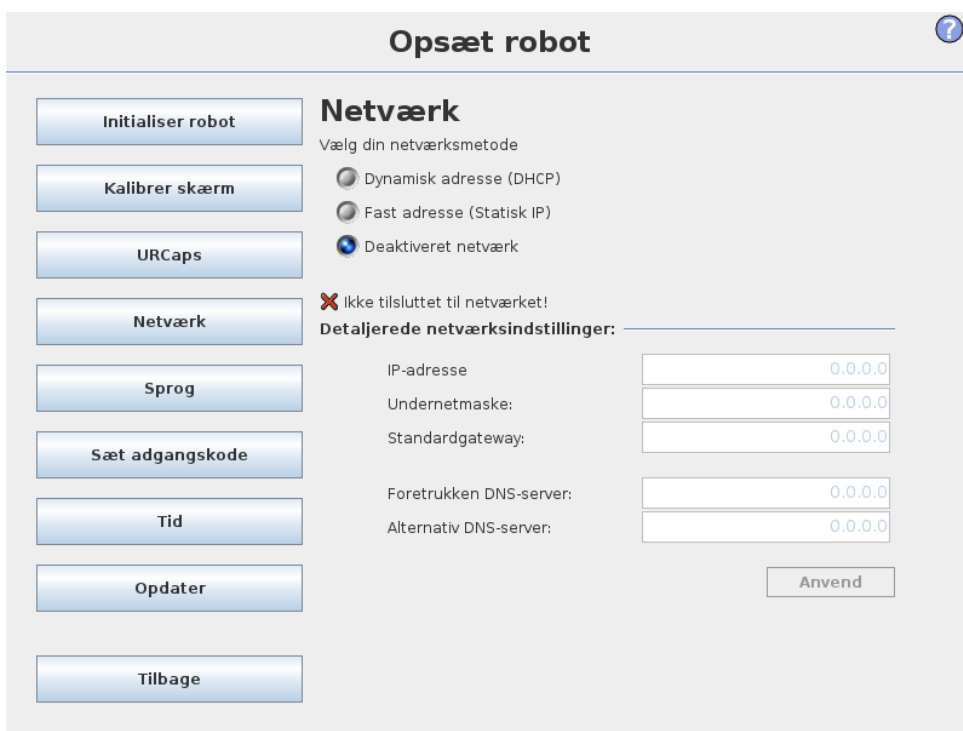 Opsæt robot
?
Initialiser robot
Kalibrer skærm
URCaps
Netværk
Sprog
Sæt adgangskode
Tid
Opdater
Tilbage
Netværk
Vælg din netværksmetode
Dynamisk adresse (DHCP)
Fast adresse (Statisk IP)
Deaktiveret netværk
Ikke tilsluttet til netværket!
Detaljerede netværksindstillinger:
IP-adresse 0.0.0.0
Undernetmaske: 0.0.0.0
Standardgateway: 0.0.0.0
Foretrukken DNS-server: 0.0.0.0
Alternativ DNS-server: 0.0.0.0
Anvend